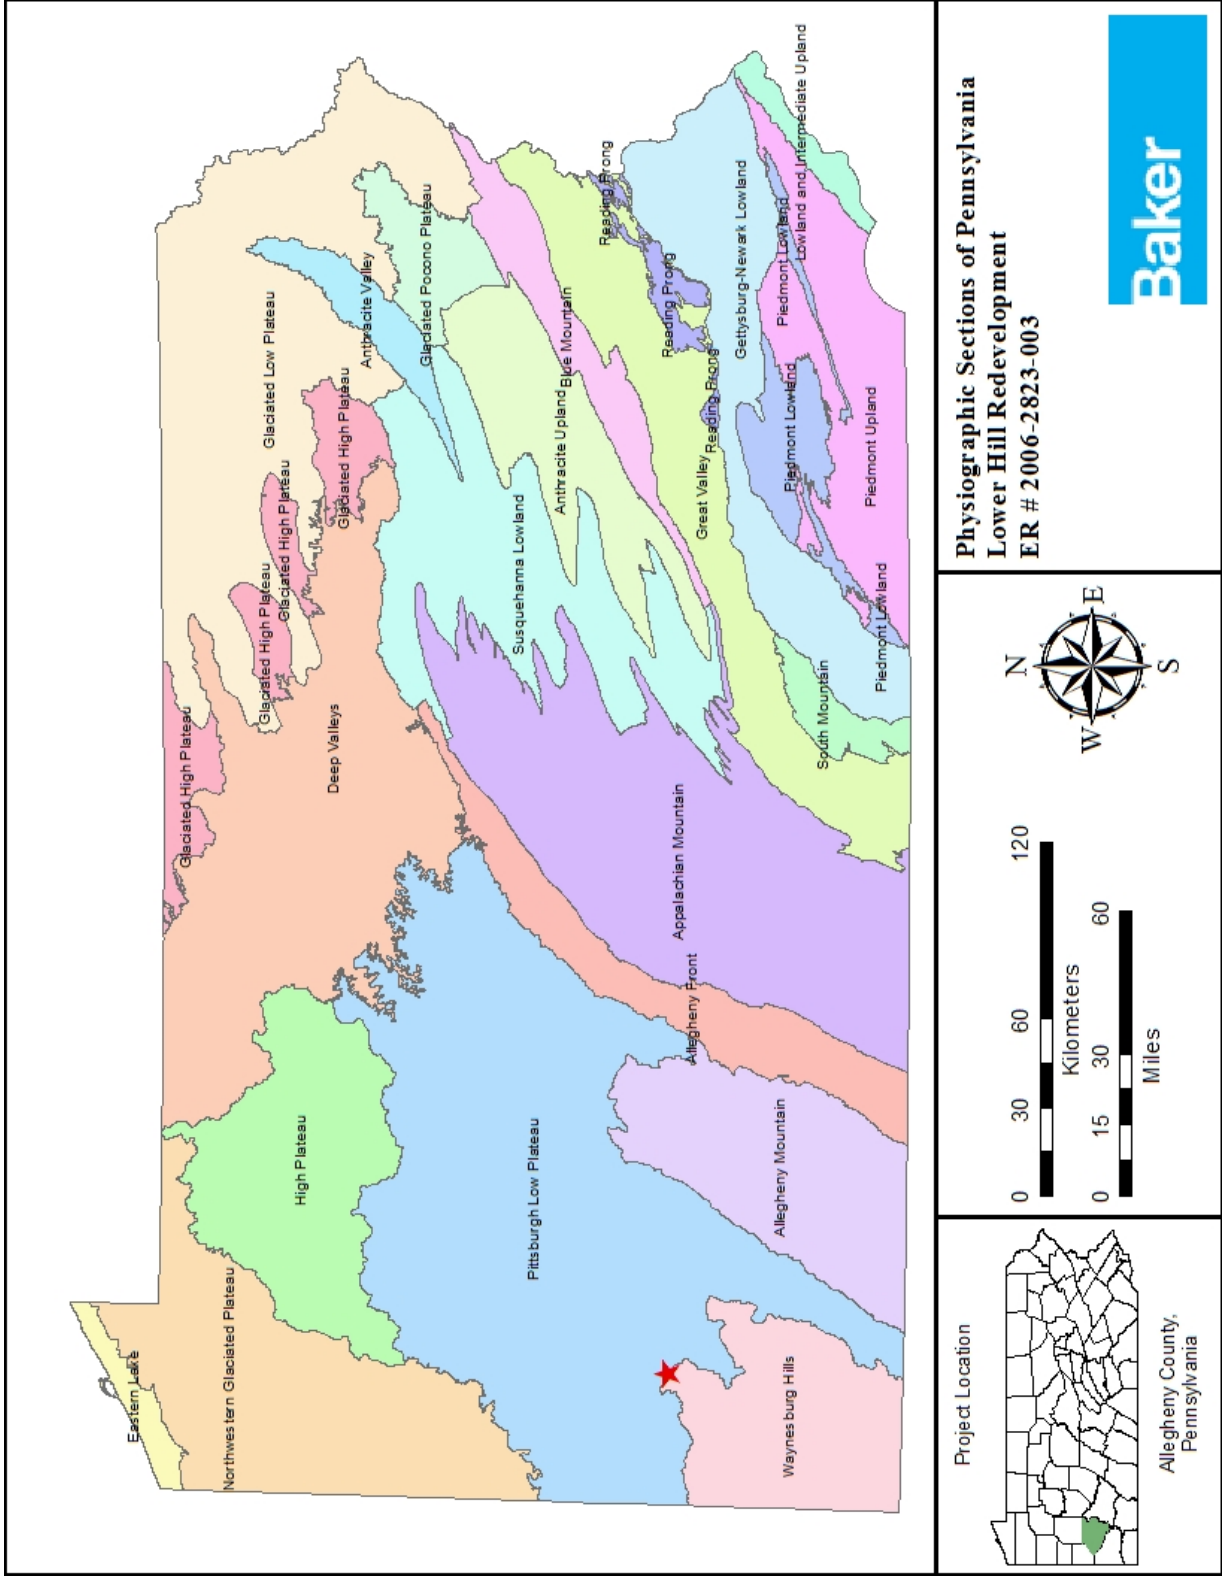 Eastern Lake
Northwestern Glaciated Plateau
High Plateau
Pittsburgh Low Plateau
Waynesburg Hills
Allegheny Mountain
Allegheny Front
Appalachian Mountain
Deep Valleys
Glaciated High Plateau
Glaciated High Plateau
Glaciated High Plateau
Glaciated High Plateau
Glaciated Low Plateau
Anthracite Valley
Glaciated Pocono Plateau
Susquehanna Lowland
Anthracite Upland
Blue Mountain
Great Valley
Reading Prong
Reading Prong
Reading Prong
South Mountain
Gettysburg-Newark Lowland
Piedmont Lowland
Piedmont Lowland
Piedmont Lowland
Piedmont Upland
Lowland and Intermediate Upland
Project Location
Allegheny County,
Pennsylvania
0 30 60 120
Kilometers
0 15 30 60
Miles
N
W
E
S
Physiographic Sections of Pennsylvania
Lower Hill Redevelopment
ER # 2006-2823-003
Baker